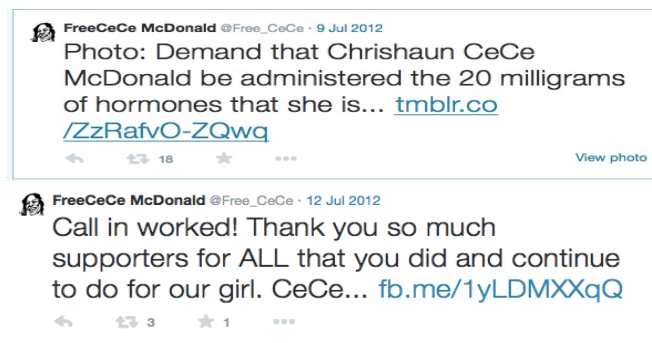 FreeCeCe McDonald @Free_CeCe · 9 Jul 2012
Photo: Demand that Chrishaun CeCe
McDonald be administered the 20 milligrams
of hormones that she is... tmblr.co
/ZzRafvO-ZQwq
18
View photo
FreeCeCe McDonald @Free_CeCe · 12 Jul 2012
Call in worked! Thank you so much
supporters for ALL that you did and continue
to do for our girl. CeCe... fb.me/1yLDMXXqQ
3 1